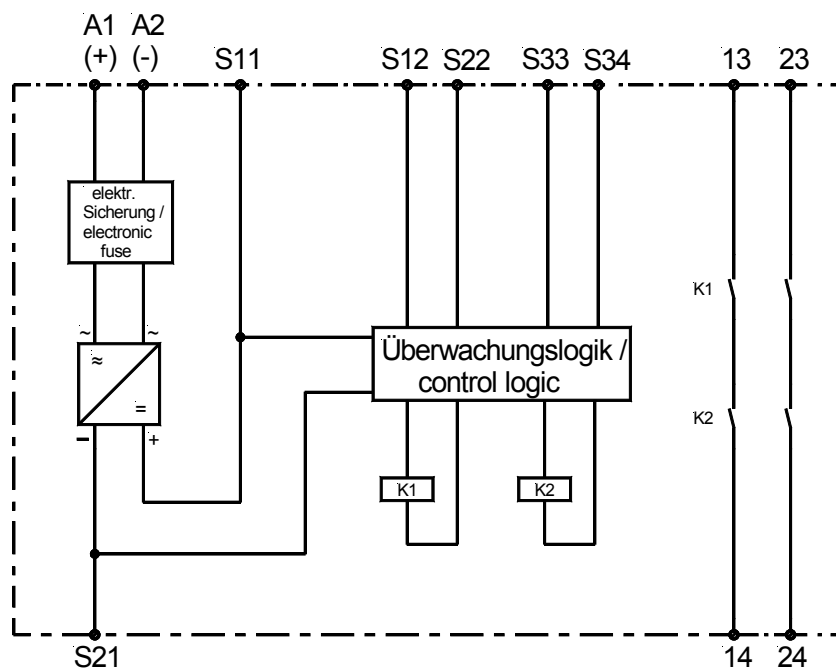 A1 A2
(+) (-) S11 S12 S22 S33 S34 13 23
elektr.
Sicherung /
electronic
fuse
K1
~ ~
≈
=
− +
Überwachungslogik /
control logic
K2
K1 K2
S21 14 24